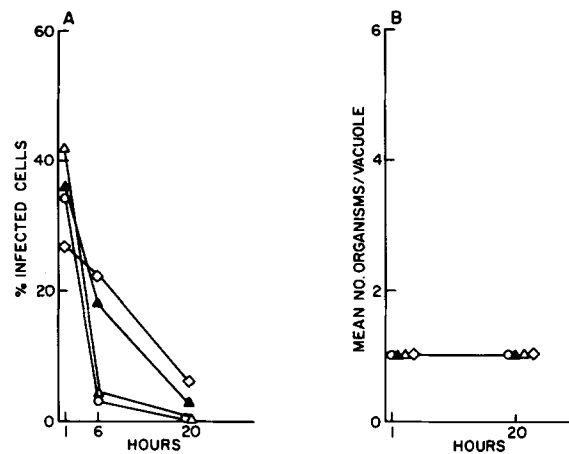 A
60
40
20
0
% INFECTED CELLS
1 6 20
HOURS
B
6
4
2
0
MEAN NO. ORGANISMS/VACUOLE
1 20
HOURS